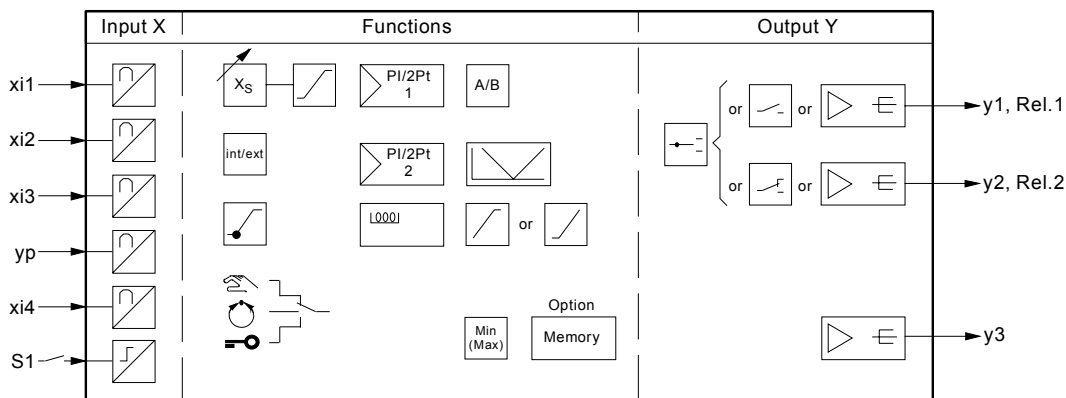 Input X Functions Output Y
xi1 X_S PI/2Pt 1 A/B or or y1, Rel.1
xi2 int/ext PI/2Pt 2
xi3 or or y2, Rel.2
000 or
yp
xi4 Option
Min (Max) Memory y3
S1